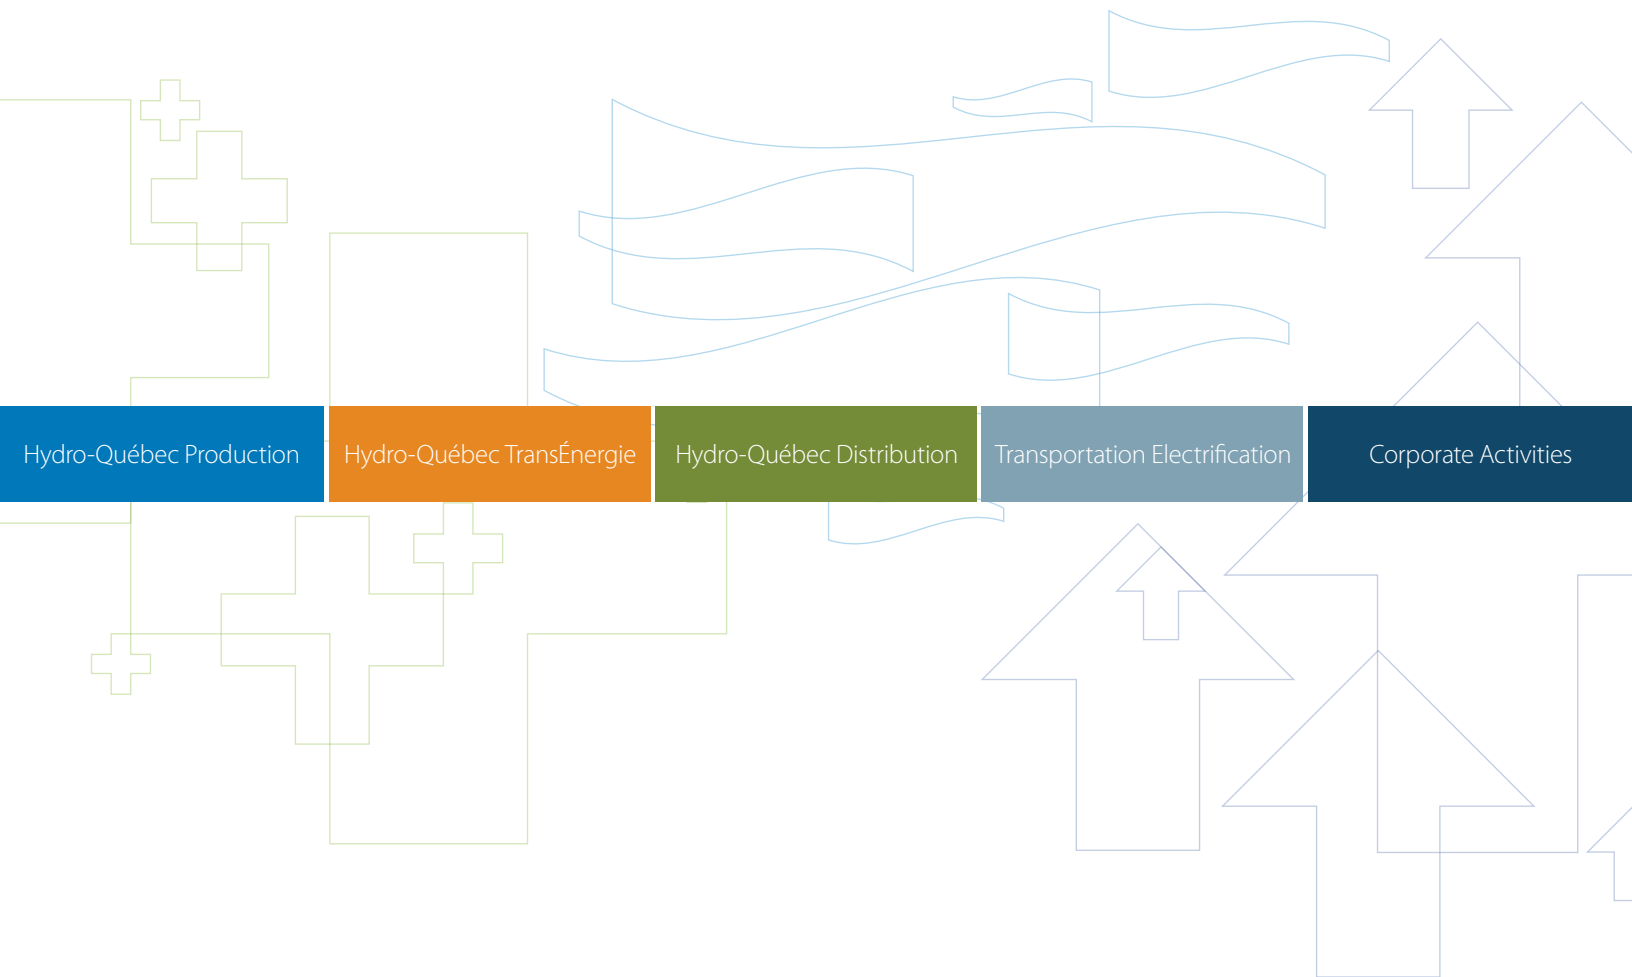 Hydro-Québec Production
Hydro-Québec TransÉnergie
Hydro-Québec Distribution
Transportation Electrification
Corporate Activities